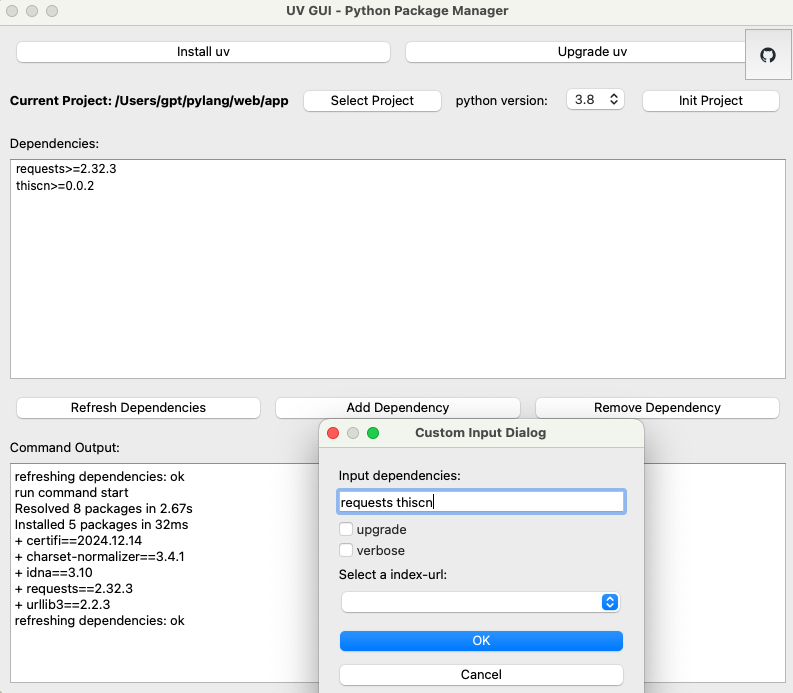 UV GUI - Python Package Manager
Install uv
Upgrade uv
Current Project: /Users/gpt/pylang/web/app
Select Project
python version:
3.8
Init Project
Dependencies:
requests>=2.32.3
thiscn>=0.0.2
Refresh Dependencies
Add Dependency
Remove Dependency
Command Output:
refreshing dependencies: ok
run command start
Resolved 8 packages in 2.67s
Installed 5 packages in 32ms
+ certifi==2024.12.14
+ charset-normalizer==3.4.1
+ idna==3.10
+ requests==2.32.3
+ urllib3==2.2.3
refreshing dependencies: ok
Custom Input Dialog
Input dependencies:
requests thiscn
upgrade
verbose
Select a index-url:
OK
Cancel